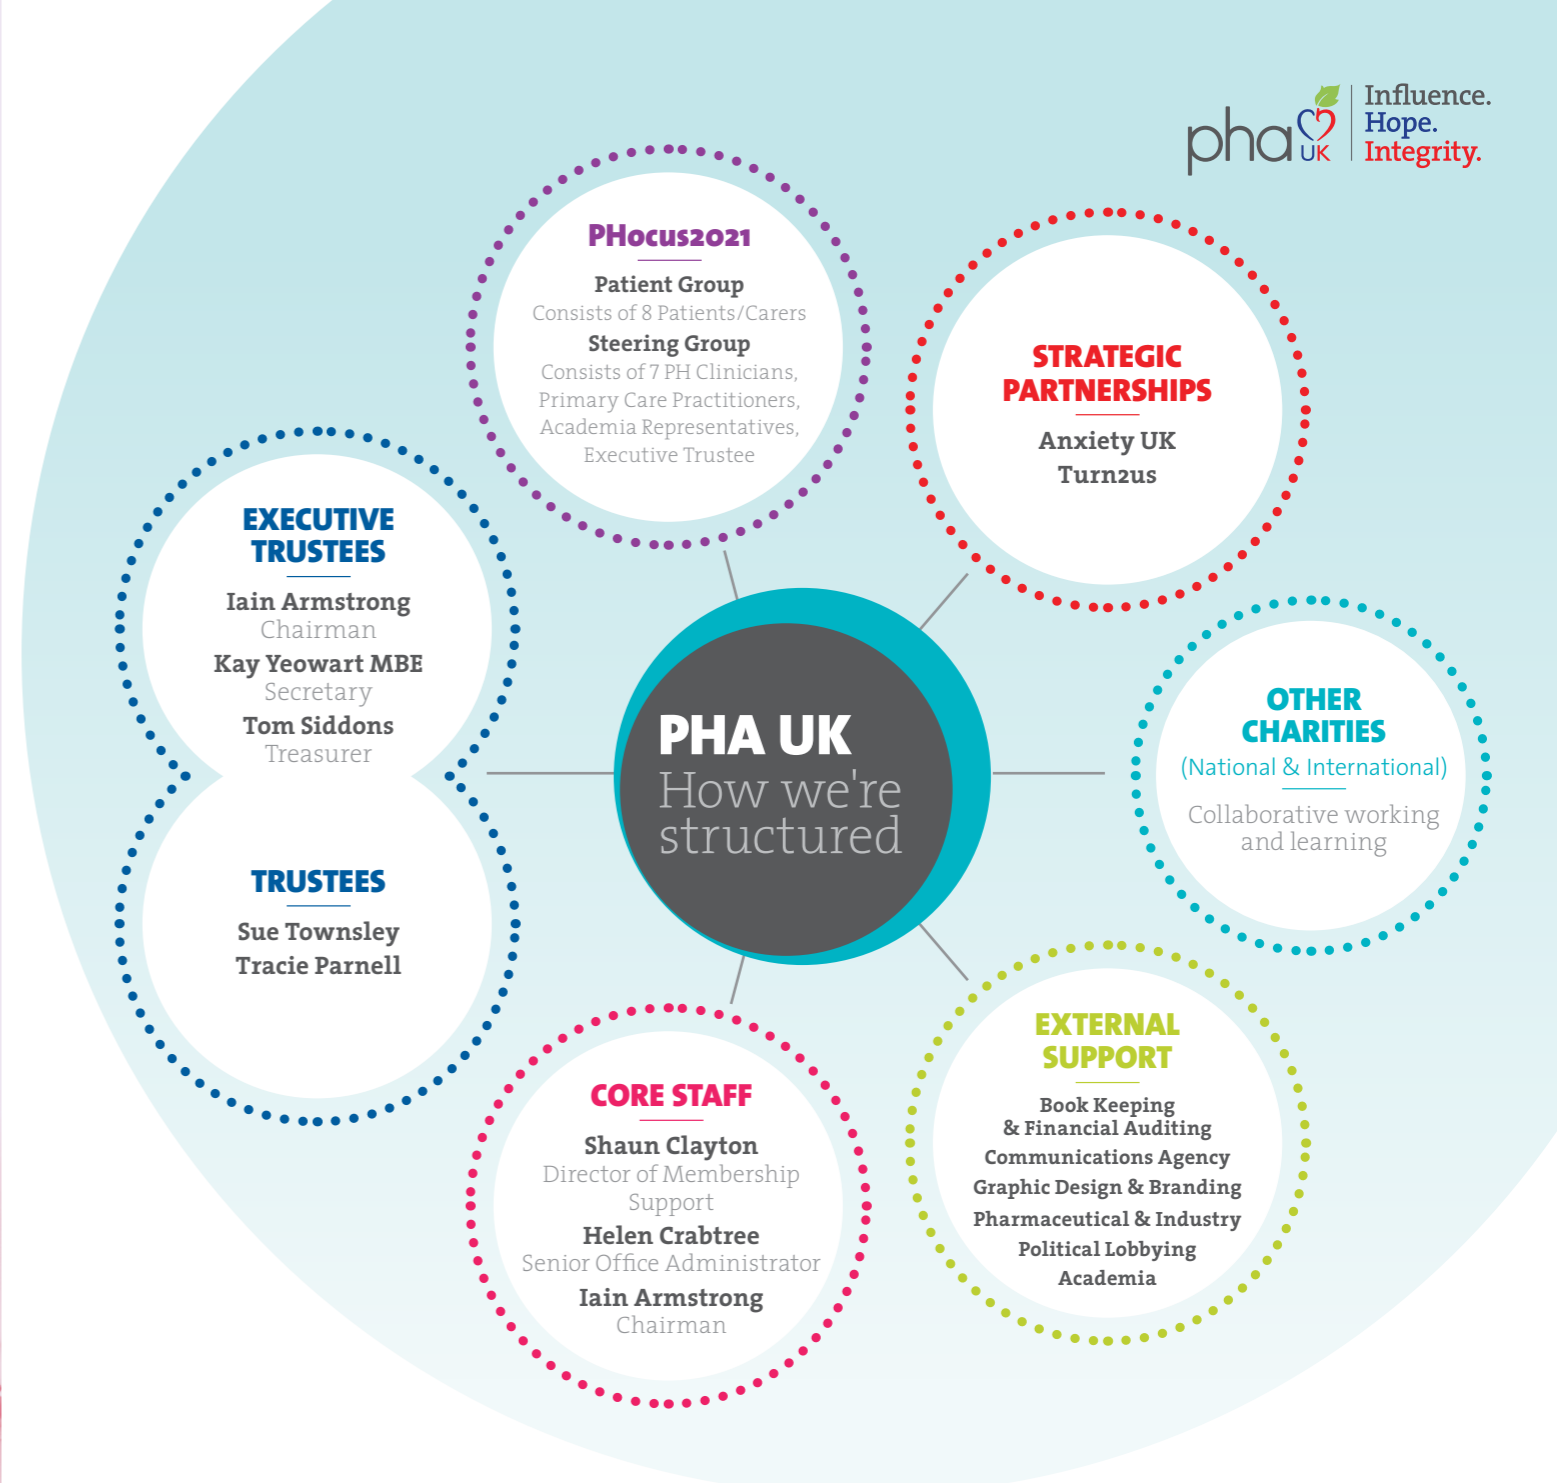 pha UK
Influence.
Hope.
Integrity.
PHocus2021
Patient Group
Consists of 8 Patients/Carers
Steering Group
Consists of 7 PH Clinicians,
Primary Care Practitioners,
Academia Representatives,
Executive Trustee
STRATEGIC
PARTNERSHIPS
Anxiety UK
Turn2us
EXECUTIVE
TRUSTEES
Iain Armstrong
Chairman
Kay Yeowart MBE
Secretary
Tom Siddons
Treasurer
TRUSTEES
Sue Townsley
Tracie Parnell
PHA UK
How we're
structured
OTHER
CHARITIES
(National & International)
Collaborative working
and learning
CORE STAFF
Shaun Clayton
Director of Membership
Support
Helen Crabtree
Senior Office Administrator
Iain Armstrong
Chairman
EXTERNAL
SUPPORT
Book Keeping
& Financial Auditing
Communications Agency
Graphic Design & Branding
Pharmaceutical & Industry
Political Lobbying
Academia